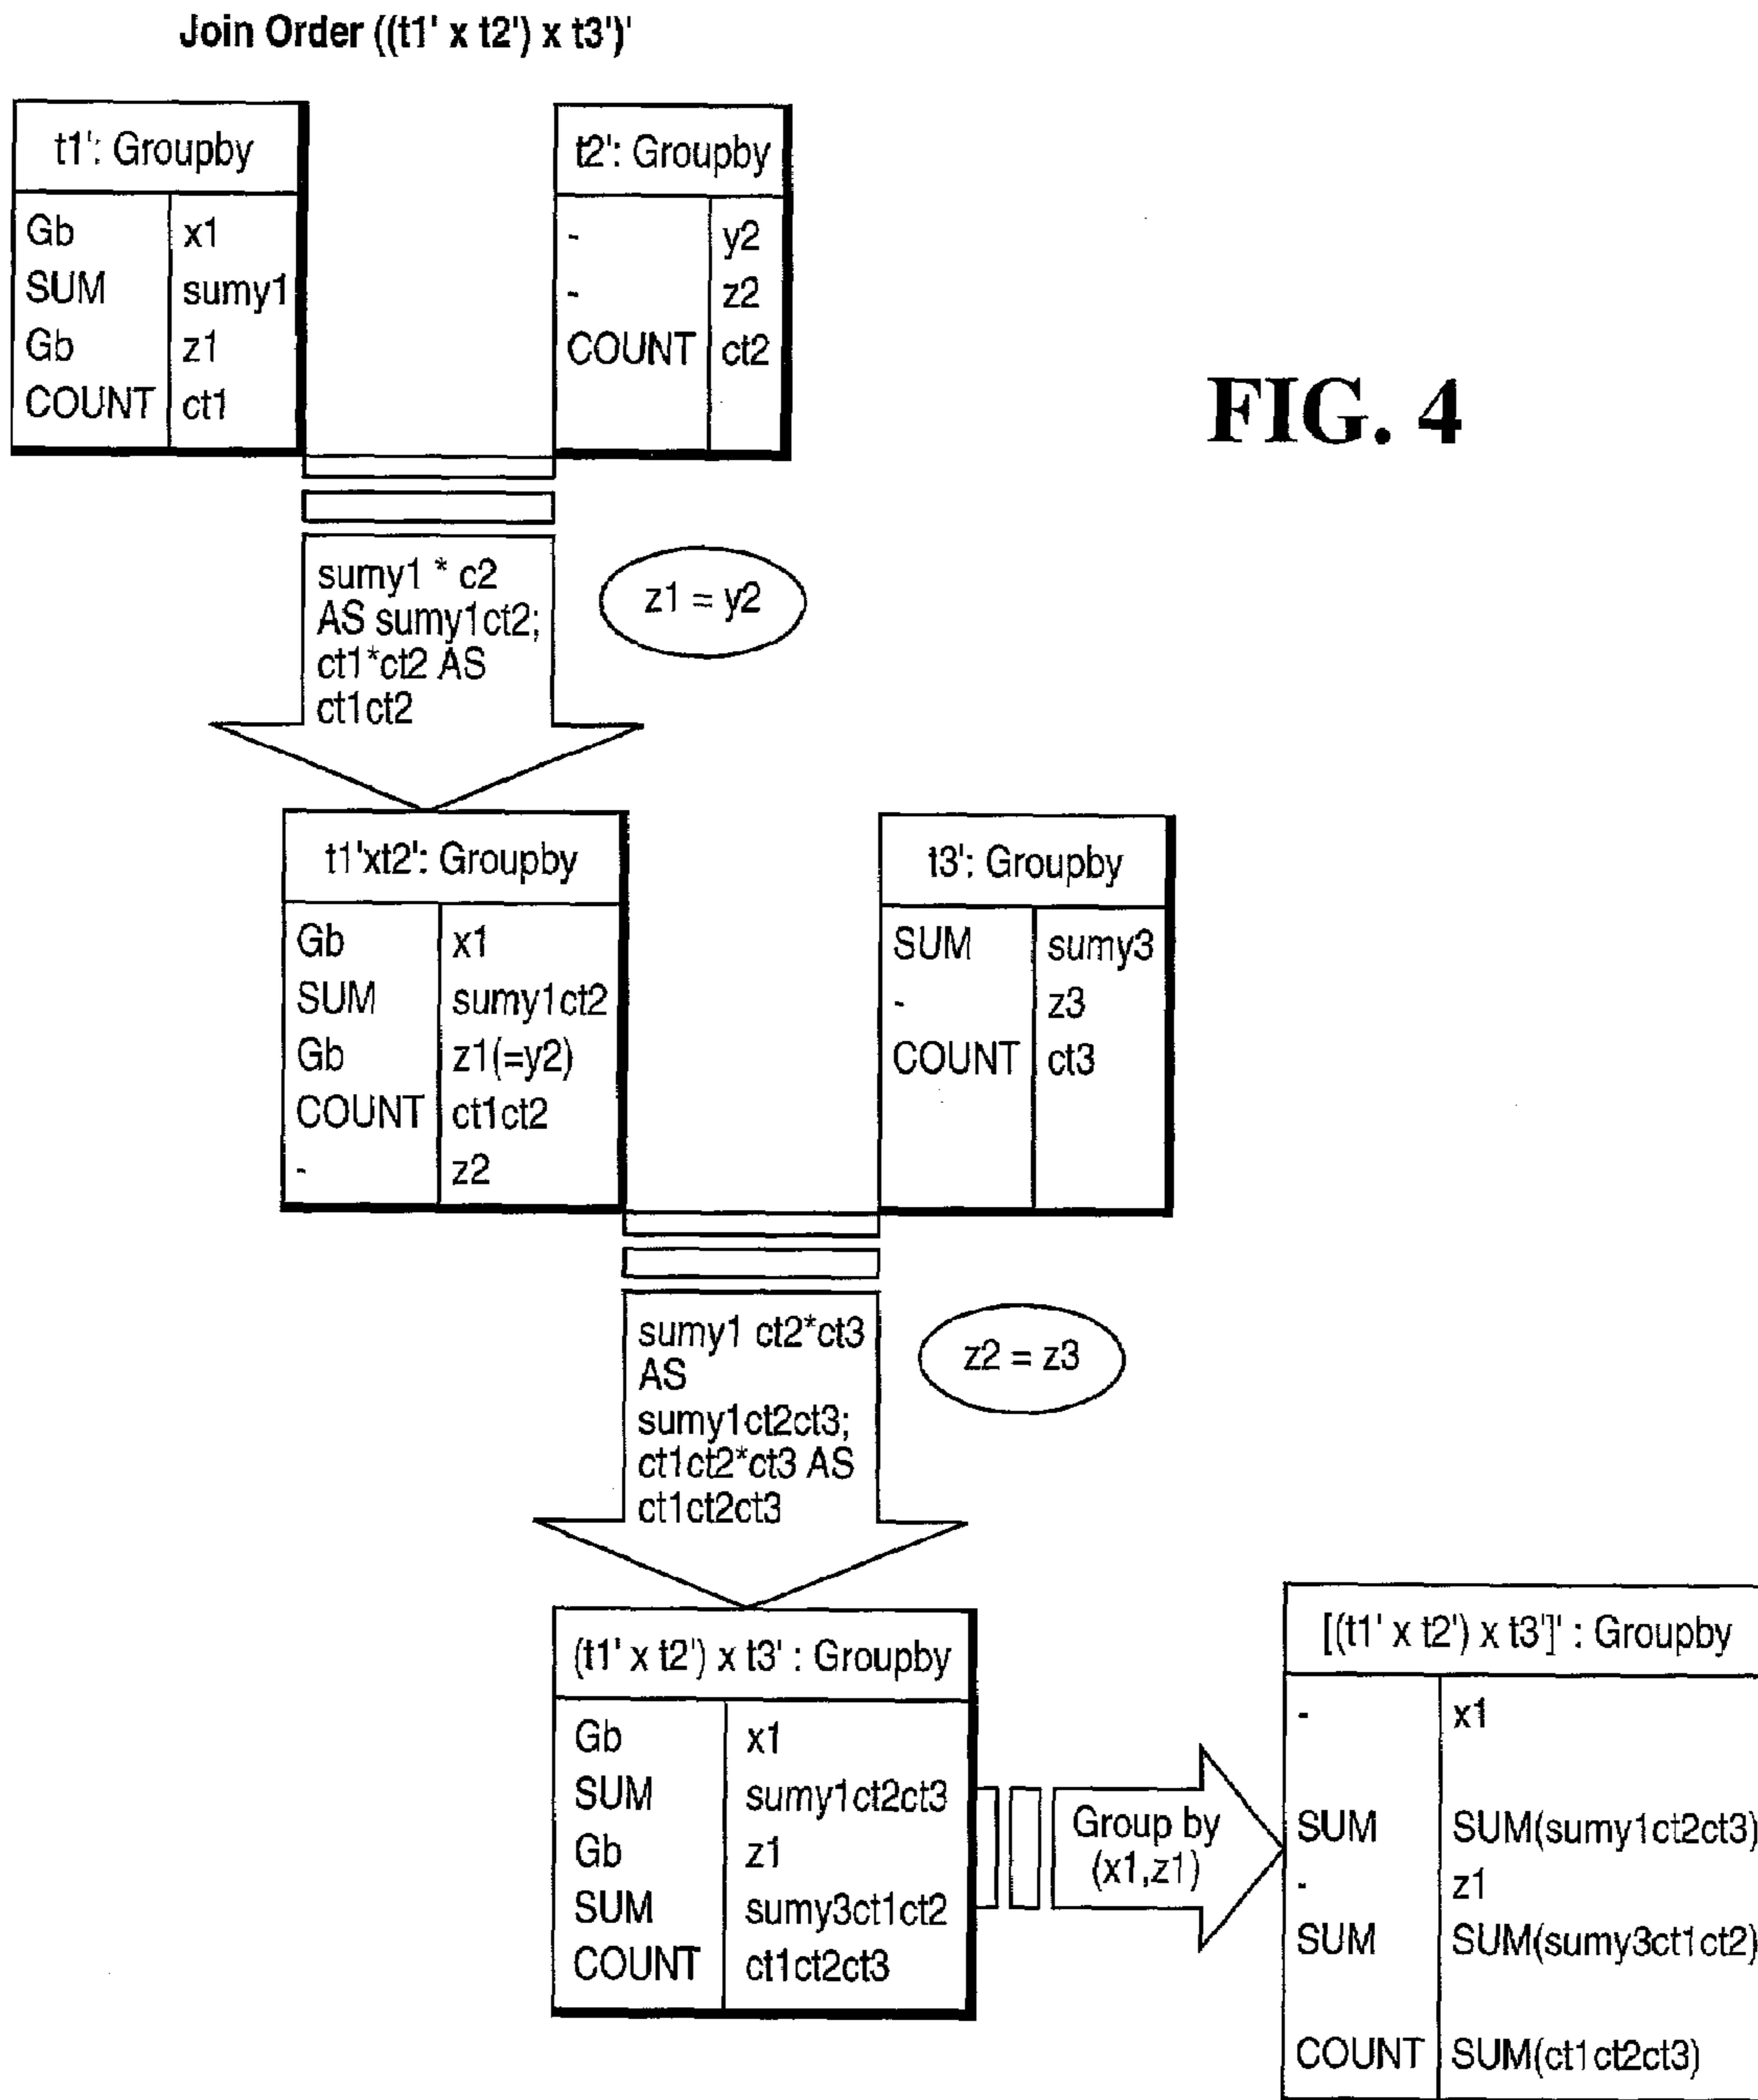 Join Order ((t1' x t2') x t3')'
t1': Groupby
Gb x1
SUM sumy1
Gb z1
COUNT ct1
t2': Groupby
- y2
- z2
COUNT ct2
FIG. 4
sumy1 * c2
AS sumy1ct2;
ct1*ct2 AS
ct1ct2
z1 = y2
t1'xt2': Groupby
Gb x1
SUM sumy1ct2
Gb z1(=y2)
COUNT ct1ct2
- z2
t3': Groupby
SUM sumy3
- z3
COUNT ct3
sumy1 ct2*ct3
AS
sumy1ct2ct3;
ct1ct2*ct3 AS
ct1ct2ct3
z2 = z3
(t1' x t2') x t3' : Groupby
Gb x1
SUM sumy1ct2ct3
Gb z1
SUM sumy3ct1ct2
COUNT ct1ct2ct3
Group by
(x1,z1)
[(t1' x t2') x t3']' : Groupby
- x1
SUM SUM(sumy1ct2ct3)
- z1
SUM SUM(sumy3ct1ct2)
COUNT SUM(ct1ct2ct3)